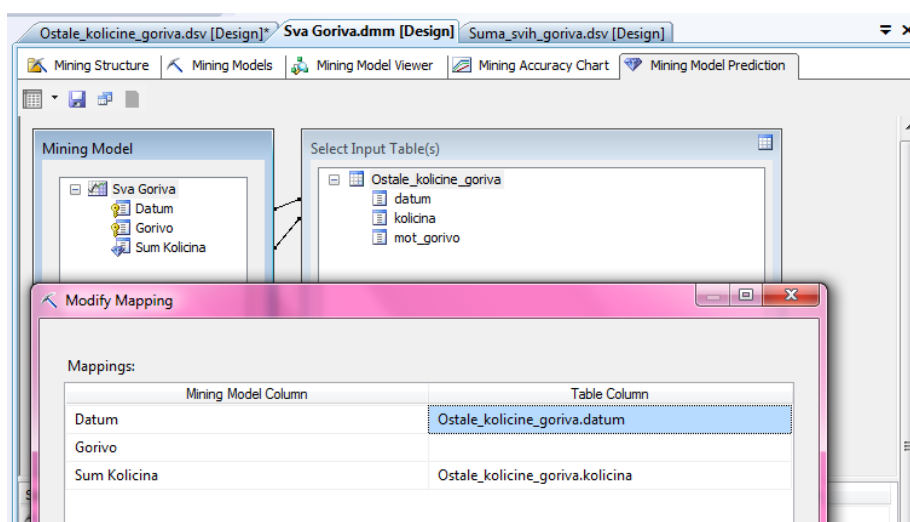 Ostale_kolicine_goriva.dsv [Design]* Sva Goriva.dmm [Design] Suma_svih_goriva.dsv [Design]
Mining Structure Mining Models Mining Model Viewer Mining Accuracy Chart Mining Model Prediction
Mining Model Select Input Table(s)
Sva Goriva Ostale_kolicine_goriva
Datum datum
Gorivo kolicina
Sum Kolicina mot_gorivo
Modify Mapping
Mappings:
Mining Model Column Table Column
Datum Ostale_kolicine_goriva.datum
Gorivo
Sum Kolicina Ostale_kolicine_goriva.kolicina